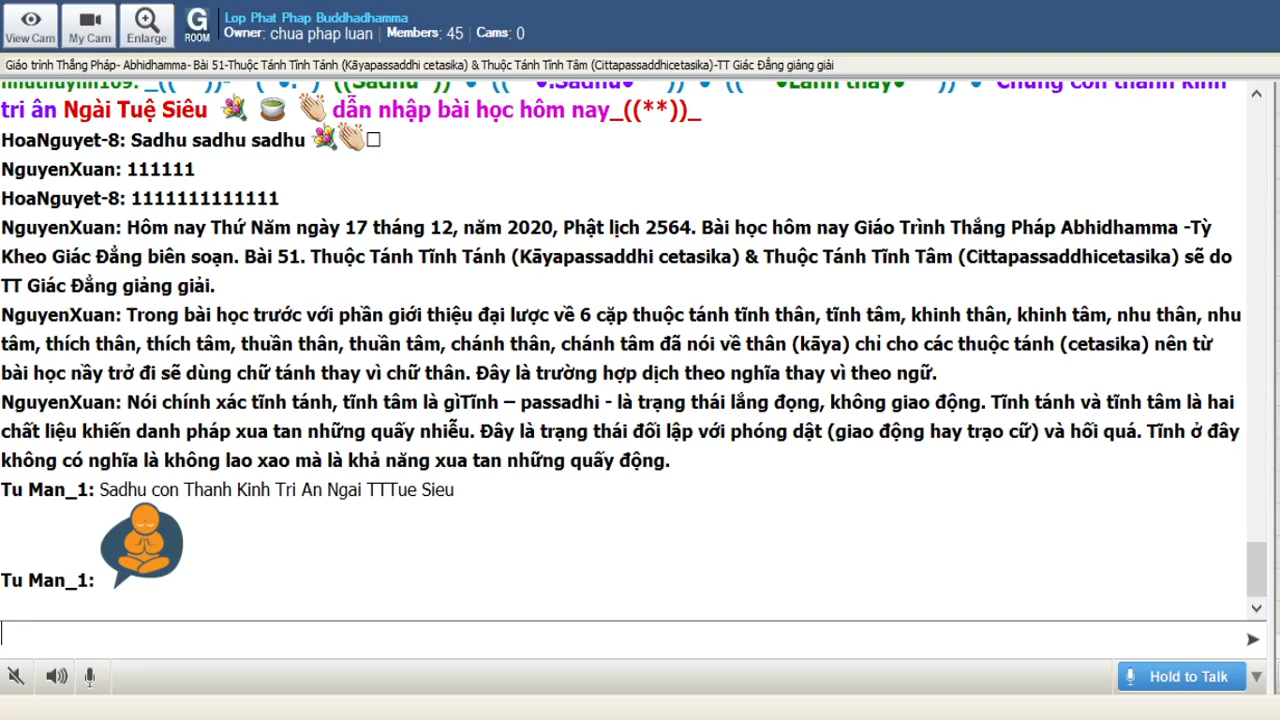 View Cam
My Cam
Enlarge
G
ROOM
Lop Phat Phap Buddhadhamma
Owner: chua phap luan | Members: 45 | Cams: 0
Giáo trình Thắng Pháp- Abhidhamma- Bài 51-Thuộc Tánh Tĩnh Tánh (Kāyapassaddhi cetasika) & Thuộc Tánh Tĩnh Tâm (Cittapassaddhicetasika)-TT Giác Đẳng giảng giải
tri ân Ngài Tuệ Siêu dẫn nhập bài học hôm nay_((**))_
HoaNguyet-8: Sadhu sadhu sadhu
NguyenXuan: 111111
HoaNguyet-8: 1111111111111
NguyenXuan: Hôm nay Thứ Năm ngày 17 tháng 12, năm 2020, Phật lịch 2564. Bài học hôm nay Giáo Trình Thắng Pháp Abhidhamma -Tỳ
Kheo Giác Đẳng biên soạn. Bài 51. Thuộc Tánh Tĩnh Tánh (Kāyapassaddhi cetasika) & Thuộc Tánh Tĩnh Tâm (Cittapassaddhicetasika) sẽ do
TT Giác Đẳng giảng giải.
NguyenXuan: Trong bài học trước với phần giới thiệu đại lược về 6 cặp thuộc tánh tĩnh thân, tĩnh tâm, khinh thân, khinh tâm, nhu thân, nhu
tâm, thích thân, thích tâm, thuần thân, thuần tâm, chánh thân, chánh tâm đã nói về thân (kāya) chỉ cho các thuộc tánh (cetasika) nên từ
bài học nầy trở đi sẽ dùng chữ tánh thay vì chữ thân. Đây là trường hợp dịch theo nghĩa thay vì theo ngữ.
NguyenXuan: Nói chính xác tĩnh tánh, tĩnh tâm là gìTĩnh – passadhi - là trạng thái lắng đọng, không giao động. Tĩnh tánh và tĩnh tâm là hai
chất liệu khiến danh pháp xua tan những quấy nhiễu. Đây là trạng thái đối lập với phóng dật (giao động hay trạo cữ) và hối quá. Tĩnh ở đây
không có nghĩa là không lao xao mà là khả năng xua tan những quấy động.
Tu Man_1: Sadhu con Thanh Kinh Tri An Ngai TTTue Sieu
Tu Man_1:
Hold to Talk